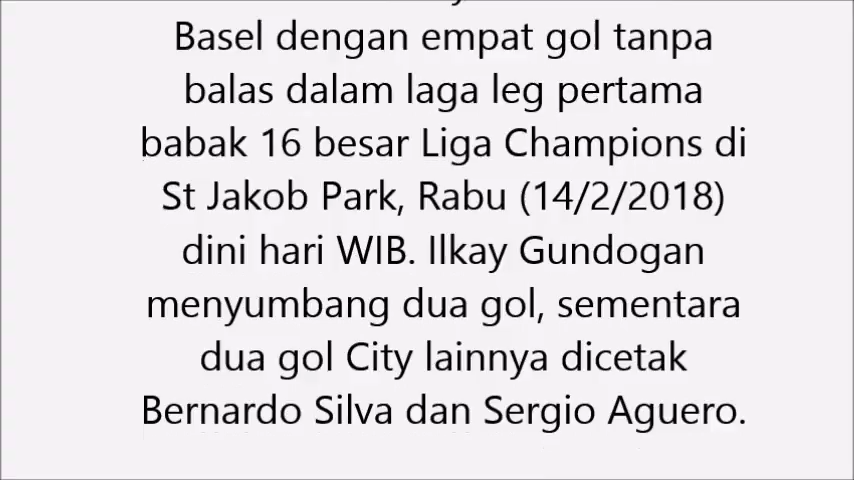 Basel dengan empat gol tanpa
balas dalam laga leg pertama
babak 16 besar Liga Champions di
St Jakob Park, Rabu (14/2/2018)
dini hari WIB. Ilkay Gundogan
menyumbang dua gol, sementara
dua gol City lainnya dicetak
Bernardo Silva dan Sergio Aguero.